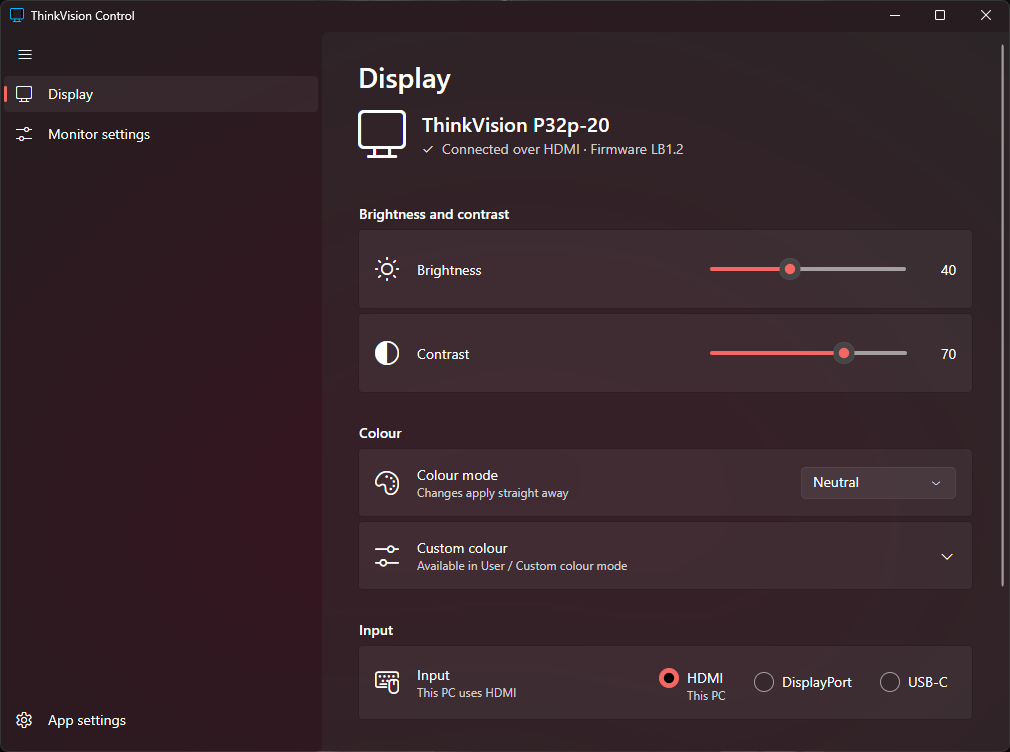 ThinkVision Control
Display
Monitor settings
App settings
Display
ThinkVision P32p-20
Connected over HDMI · Firmware LB1.2
Brightness and contrast
Brightness
40
Contrast
70
Colour
Colour mode
Changes apply straight away
Neutral
Custom colour
Available in User / Custom colour mode
Input
Input
This PC uses HDMI
HDMI
This PC
DisplayPort
USB-C